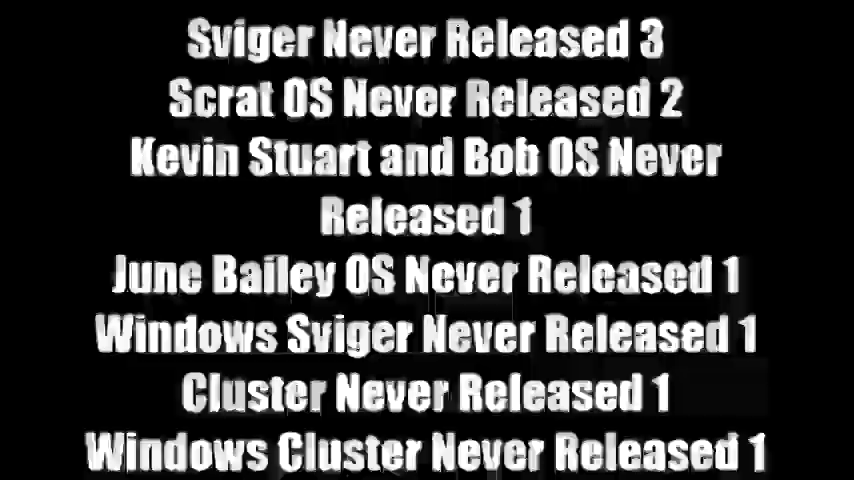 Sviger Never Released 3
Scrat OS Never Released 2
Kevin Stuart and Bob OS Never
Released 1
June Bailey OS Never Released 1
Windows Sviger Never Released 1
Cluster Never Released 1
Windows Cluster Never Released 1